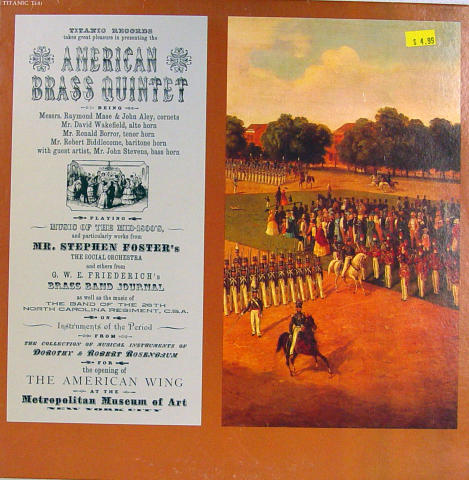 TITANIC Ti-81
$ 4.99
TITANIC RECORDS
takes great pleasure in presenting the
AMERICAN
BRASS QUINTET
BEING
Messrs. Raymond Mase & John Aley, cornets
Mr. David Wakefield, alto horn
Mr. Ronald Borror, tenor horn
Mr. Robert Biddlecome, baritone horn
with guest artist, Mr. John Stevens, bass horn
PLAYING
MUSIC OF THE MID-1800's,
and particularly works from
MR. STEPHEN FOSTER's
THE SOCIAL ORCHESTRA
and others from
G. W. E. FRIEDERICH's
BRASS BAND JOURNAL
as well as the music of
THE BAND OF THE 26TH
NORTH CAROLINA REGIMENT, C.S.A.
ON
Instruments of the Period
FROM
THE COLLECTION OF MUSICAL INSTRUMENTS OF
DOROTHY & ROBERT ROSENBAUM
FOR
the opening of
THE AMERICAN WING
AT THE
Metropolitan Museum of Art
NEW YORK CITY